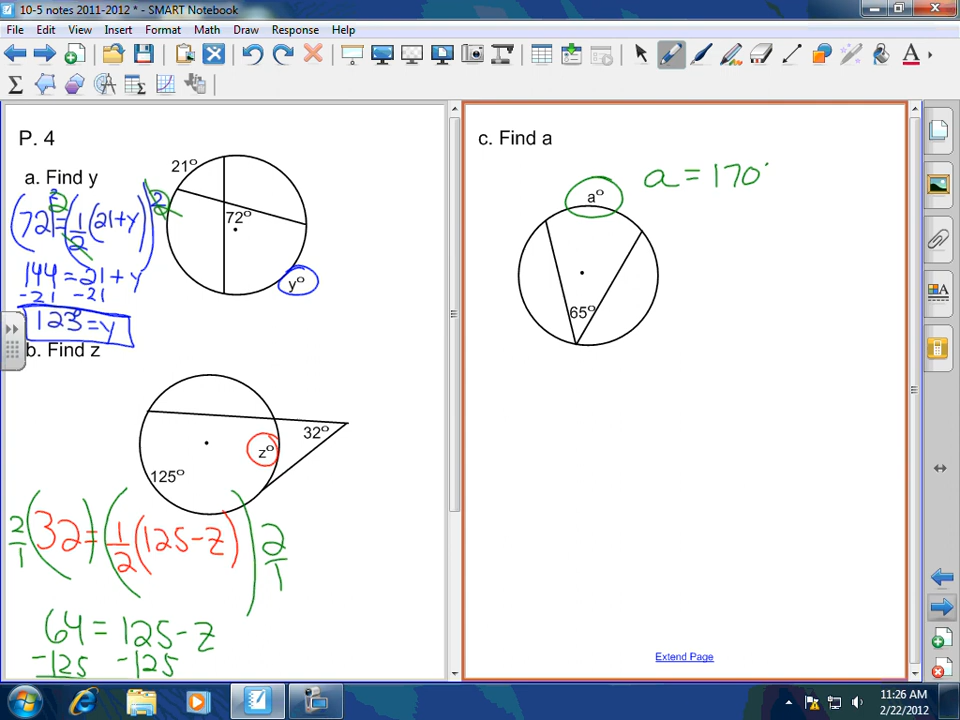 10-5 notes 2011-2012 * - SMART Notebook
File Edit View Insert Format Math Draw Response Help
P. 4
a. Find y
21°
72°
y°
(72)2=(1/2(21+y))2
144=21+y
-21 -21
123°=y
b. Find z
32°
z°
125°
2/1(32)=(1/2(125-z))2/1
64=125-z
-125 -125
c. Find a
a=170°
a°
65°
Extend Page
11:26 AM
2/22/2012